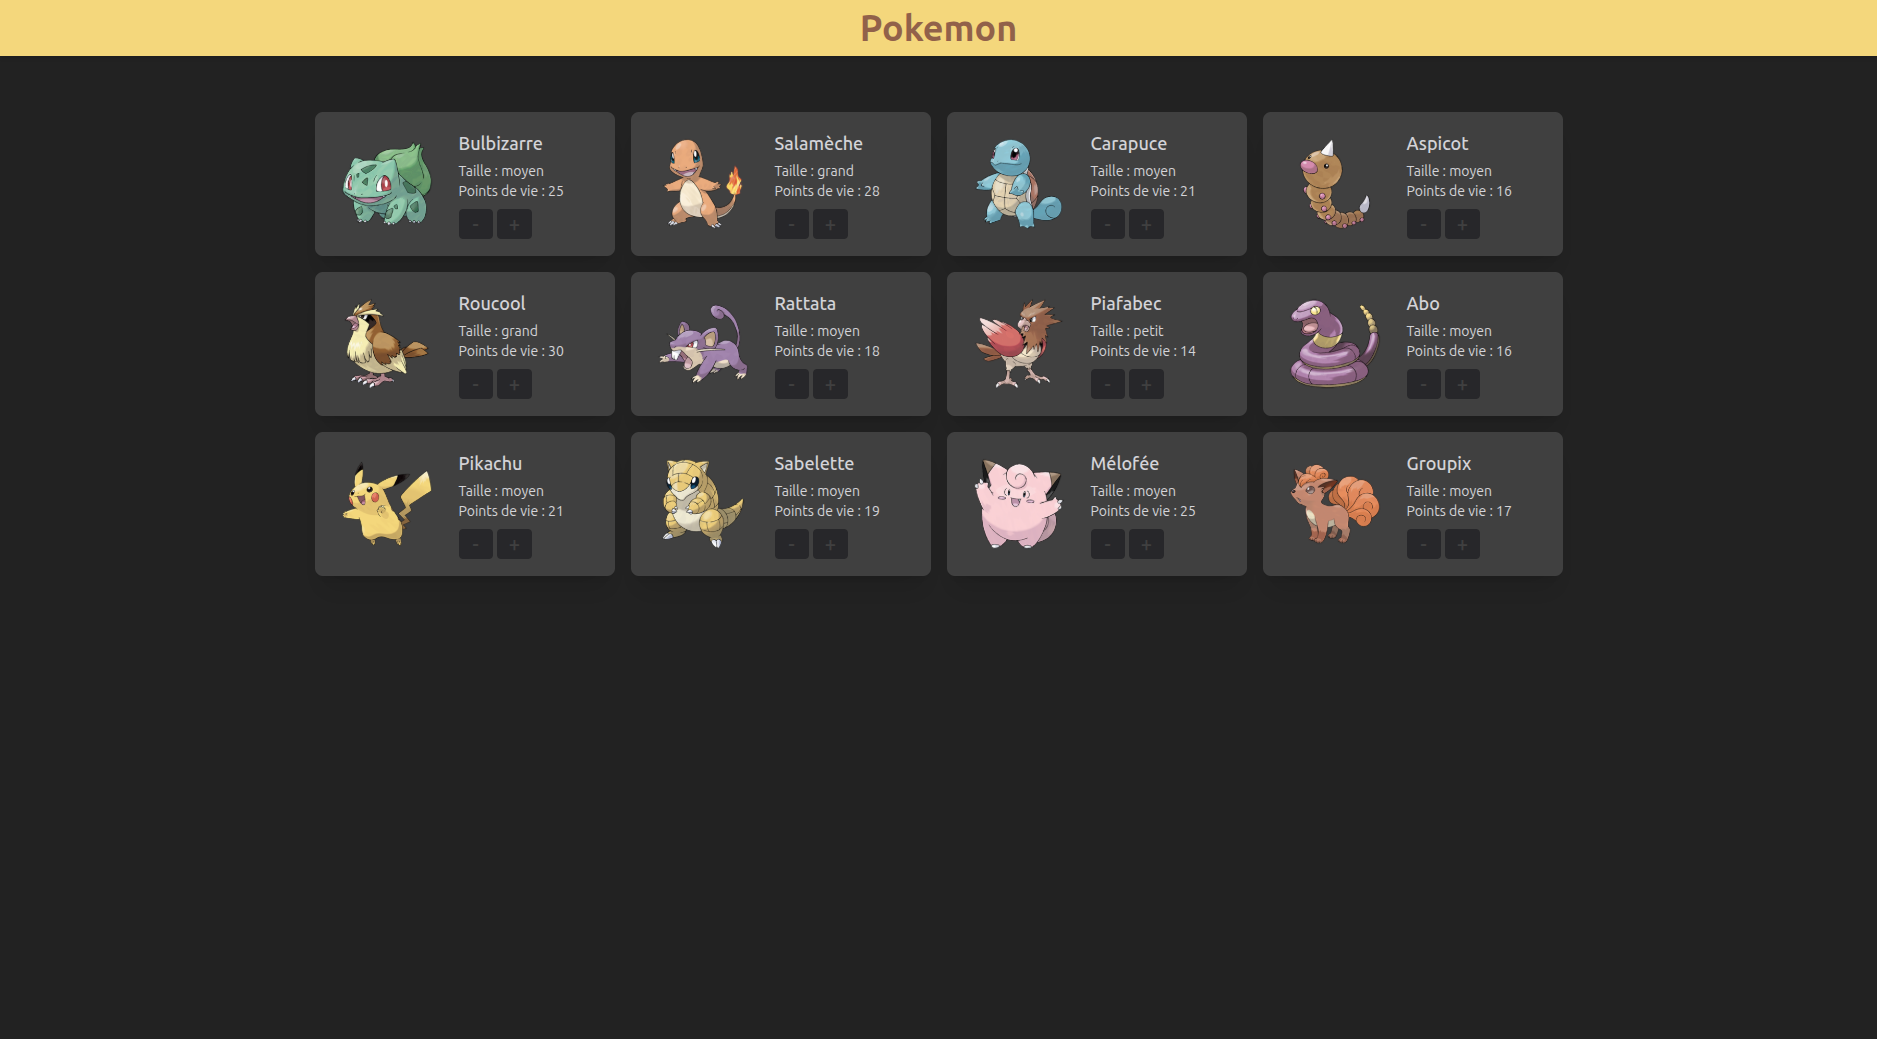 Pokemon
Bulbizarre
Taille : moyen
Points de vie : 25
- +
Salamèche
Taille : grand
Points de vie : 28
- +
Carapuce
Taille : moyen
Points de vie : 21
- +
Aspicot
Taille : moyen
Points de vie : 16
- +
Roucool
Taille : grand
Points de vie : 30
- +
Rattata
Taille : moyen
Points de vie : 18
- +
Piafabec
Taille : petit
Points de vie : 14
- +
Abo
Taille : moyen
Points de vie : 16
- +
Pikachu
Taille : moyen
Points de vie : 21
- +
Sabelette
Taille : moyen
Points de vie : 19
- +
Mélofée
Taille : moyen
Points de vie : 25
- +
Groupix
Taille : moyen
Points de vie : 17
- +